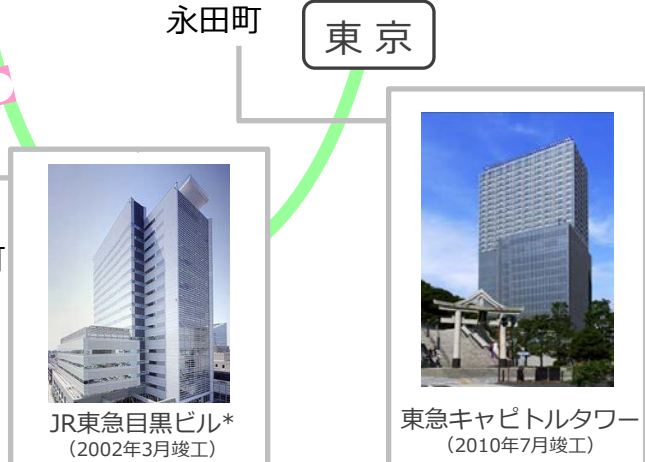 永田町
東京
JR東急目黒ビル*
（2002年3月竣工）
東急キャピトルタワー
（2010年7月竣工）